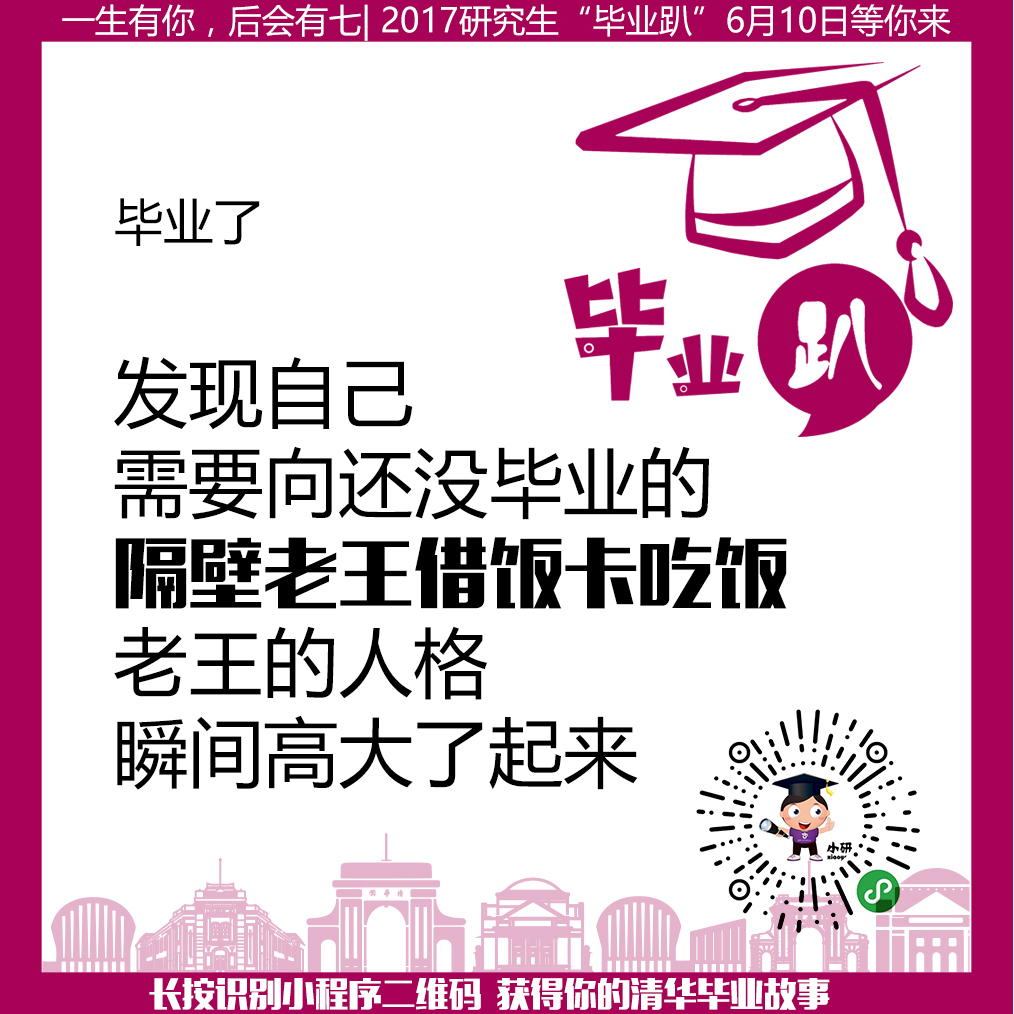 一生有你，后会有七| 2017研究生“毕业趴”6月10日等你来
毕业了
毕业趴
发现自己
需要向还没毕业的
隔壁老王借饭卡吃饭
老王的人格
瞬间高大了起来
小研
长按识别小程序二维码 获得你的清华毕业故事